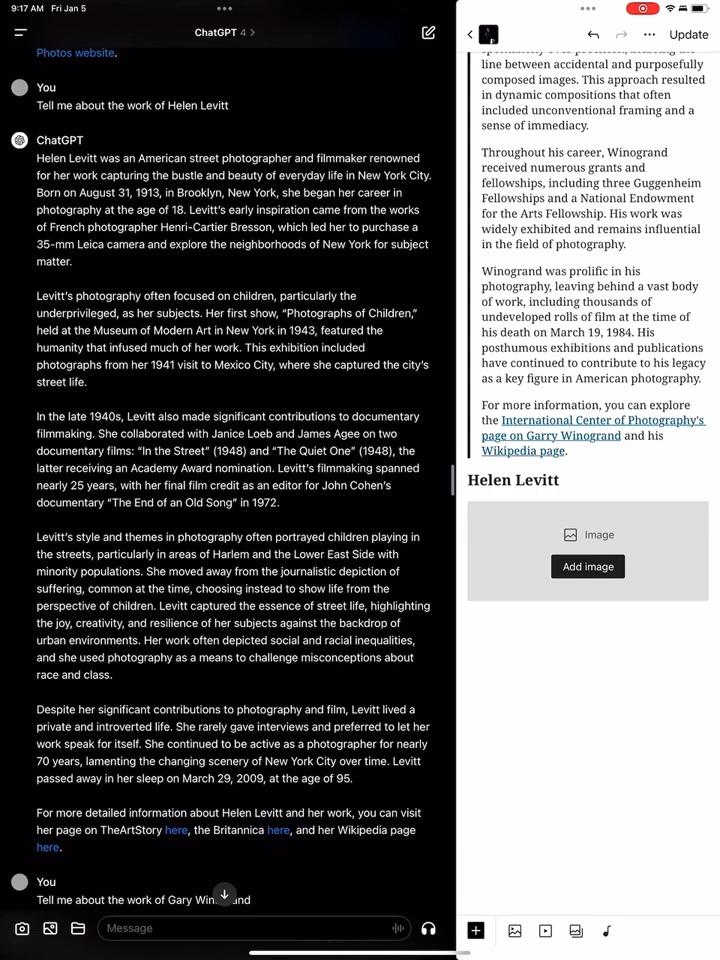 9:17 AM Fri Jan 5
ChatGPT 4 >
Photos website.
You
Tell me about the work of Helen Levitt
ChatGPT
Helen Levitt was an American street photographer and filmmaker renowned
for her work capturing the bustle and beauty of everyday life in New York City.
Born on August 31, 1913, in Brooklyn, New York, she began her career in
photography at the age of 18. Levitt's early inspiration came from the works
of French photographer Henri-Cartier Bresson, which led her to purchase a
35-mm Leica camera and explore the neighborhoods of New York for subject
matter.
Levitt's photography often focused on children, particularly the
underprivileged, as her subjects. Her first show, "Photographs of Children,"
held at the Museum of Modern Art in New York in 1943, featured the
humanity that infused much of her work. This exhibition included
photographs from her 1941 visit to Mexico City, where she captured the city's
street life.
In the late 1940s, Levitt also made significant contributions to documentary
filmmaking. She collaborated with Janice Loeb and James Agee on two
documentary films: "In the Street" (1948) and "The Quiet One" (1948), the
latter receiving an Academy Award nomination. Levitt's filmmaking spanned
nearly 25 years, with her final film credit as an editor for John Cohen's
documentary "The End of an Old Song" in 1972.
Levitt's style and themes in photography often portrayed children playing in
the streets, particularly in areas of Harlem and the Lower East Side with
minority populations. She moved away from the journalistic depiction of
suffering, common at the time, choosing instead to show life from the
perspective of children. Levitt captured the essence of street life, highlighting
the joy, creativity, and resilience of her subjects against the backdrop of
urban environments. Her work often depicted social and racial inequalities,
and she used photography as a means to challenge misconceptions about
race and class.
Despite her significant contributions to photography and film, Levitt lived a
private and introverted life. She rarely gave interviews and preferred to let her
work speak for itself. She continued to be active as a photographer for nearly
70 years, lamenting the changing scenery of New York City over time. Levitt
passed away in her sleep on March 29, 2009, at the age of 95.
For more detailed information about Helen Levitt and her work, you can visit
her page on TheArtStory here, the Britannica here, and her Wikipedia page
here.
You
Tell me about the work of Gary
Message
Update
line between accidental and purposefully
composed images. This approach resulted
in dynamic compositions that often
included unconventional framing and a
sense of immediacy.
Throughout his career, Winogrand
received numerous grants and
fellowships, including three Guggenheim
Fellowships and a National Endowment
for the Arts Fellowship. His work was
widely exhibited and remains influential
in the field of photography.
Winogrand was prolific in his
photography, leaving behind a vast body
of work, including thousands of
undeveloped rolls of film at the time of
his death on March 19, 1984. His
posthumous exhibitions and publications
have continued to contribute to his legacy
as a key figure in American photography.
For more information, you can explore
the International Center of Photography's
page on Garry Winogrand and his
Wikipedia page.
Helen Levitt
Image
Add image